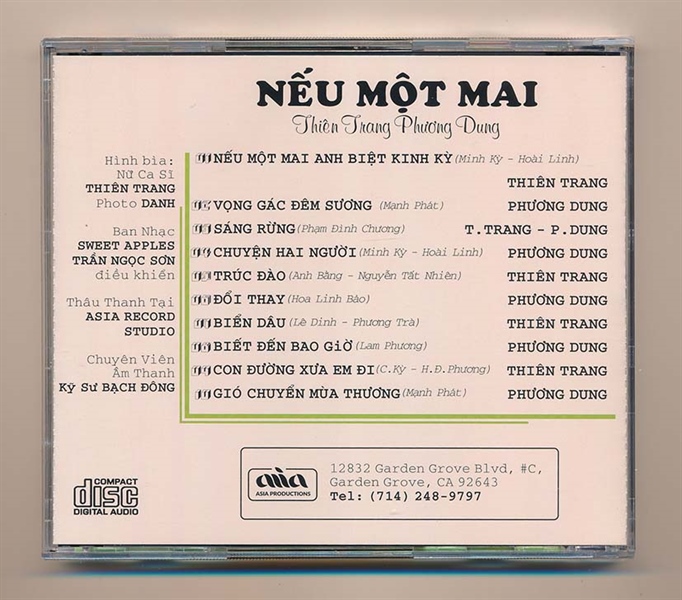 NẾU MỘT MAI
Thiên Trang Phương Dung
Hình bìa:
Nữ Ca Sĩ
THIÊN TRANG
Photo DANH
Ban Nhạc
SWEET APPLES
TRẦN NGỌC SƠN
điều khiển
Thâu Thanh Tại
ASIA RECORD
STUDIO
Chuyên Viên
Âm Thanh
Kỹ Sư BẠCH ĐÔNG
NẾU MỘT MAI ANH BIỆT KINH KỲ (Minh Kỳ - Hoài Linh)
THIÊN TRANG
VỌNG GÁC ĐÊM SƯƠNG (Mạnh Phát) PHƯƠNG DUNG
SÁNG RỪNG (Phạm Đình Chương) T.TRANG - P.DUNG
CHUYỆN HAI NGƯỜI (Minh Kỳ - Hoài Linh) PHƯƠNG DUNG
TRÚC ĐÀO (Anh Bằng - Nguyễn Tất Nhiên) THIÊN TRANG
ĐỔI THAY (Hoa Linh Bảo) PHƯƠNG DUNG
BIỂN DÂU (Lê Dinh - Phương Trà) THIÊN TRANG
BIẾT ĐẾN BAO GIỜ (Lam Phương) PHƯƠNG DUNG
CON ĐƯỜNG XƯA EM ĐI (C.Kỳ - H.Đ.Phương) THIÊN TRANG
GIÓ CHUYỂN MÙA THƯƠNG (Mạnh Phát) PHƯƠNG DUNG
COMPACT
disc
DIGITAL AUDIO
asia
ASIA PRODUCTIONS
12832 Garden Grove Blvd, #C,
Garden Grove, CA 92643
Tel: (714) 248-9797